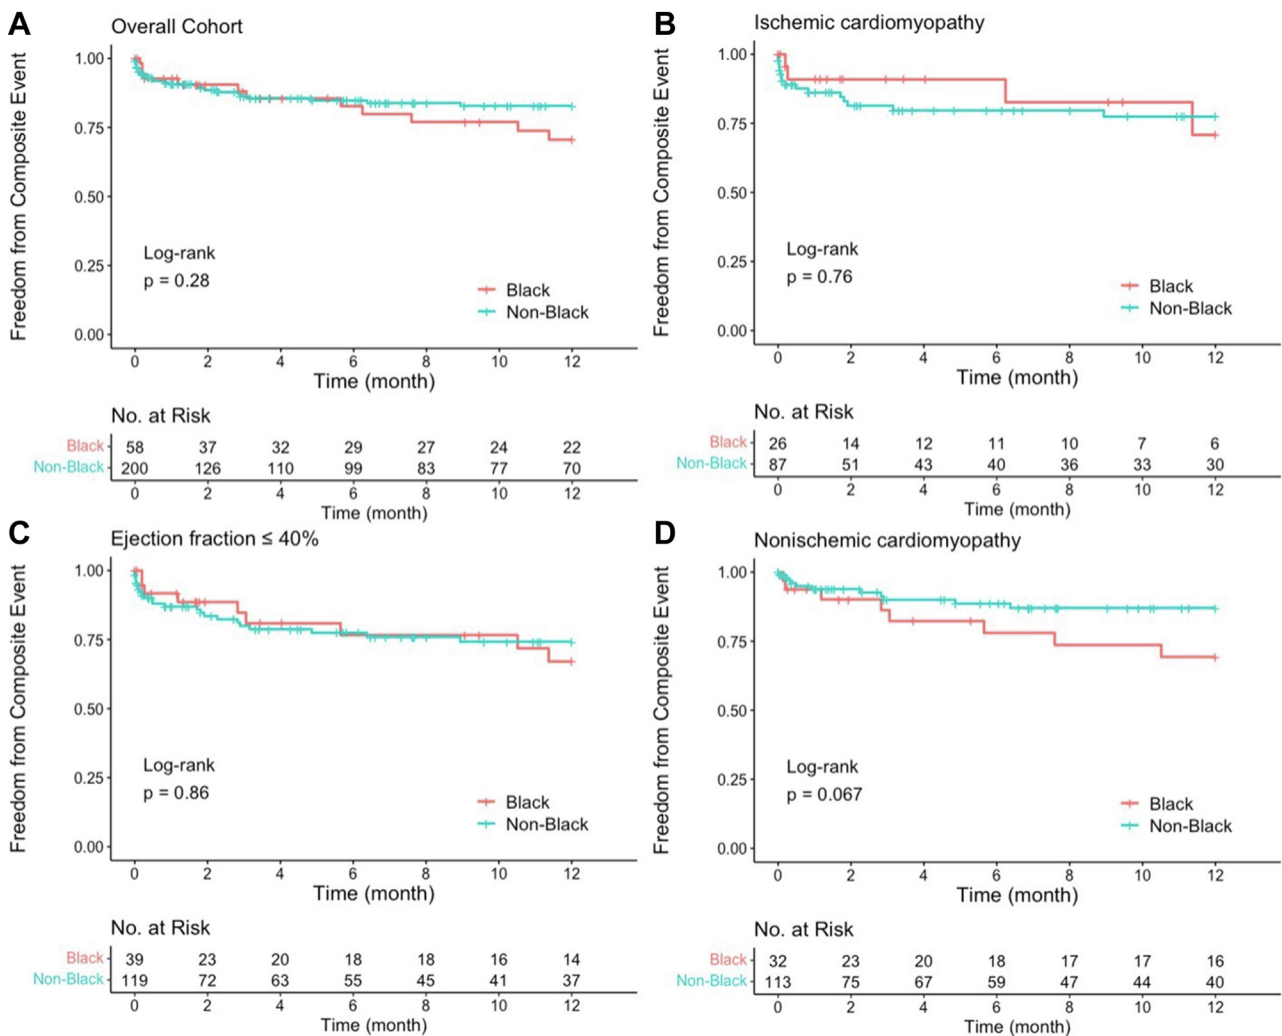 A
Overall Cohort
Freedom from Composite Event
1.00
0.75
0.50
0.25
0.00
Log-rank
p = 0.28
Black
Non-Black
0 2 4 6 8 10 12
Time (month)
No. at Risk
Black 58 37 32 29 27 24 22
Non-Black 200 126 110 99 83 77 70
0 2 4 6 8 10 12
Time (month)
B
Ischemic cardiomyopathy
Freedom from Composite Event
1.00
0.75
0.50
0.25
0.00
Log-rank
p = 0.76
Black
Non-Black
0 2 4 6 8 10 12
Time (month)
No. at Risk
Black 26 14 12 11 10 7 6
Non-Black 87 51 43 40 36 33 30
0 2 4 6 8 10 12
Time (month)
C
Ejection fraction ≤ 40%
Freedom from Composite Event
1.00
0.75
0.50
0.25
0.00
Log-rank
p = 0.86
Black
Non-Black
0 2 4 6 8 10 12
Time (month)
No. at Risk
Black 39 23 20 18 18 16 14
Non-Black 119 72 63 55 45 41 37
0 2 4 6 8 10 12
Time (month)
D
Nonischemic cardiomyopathy
Freedom from Composite Event
1.00
0.75
0.50
0.25
0.00
Log-rank
p = 0.067
Black
Non-Black
0 2 4 6 8 10 12
Time (month)
No. at Risk
Black 32 23 20 18 17 17 16
Non-Black 113 75 67 59 47 44 40
0 2 4 6 8 10 12
Time (month)